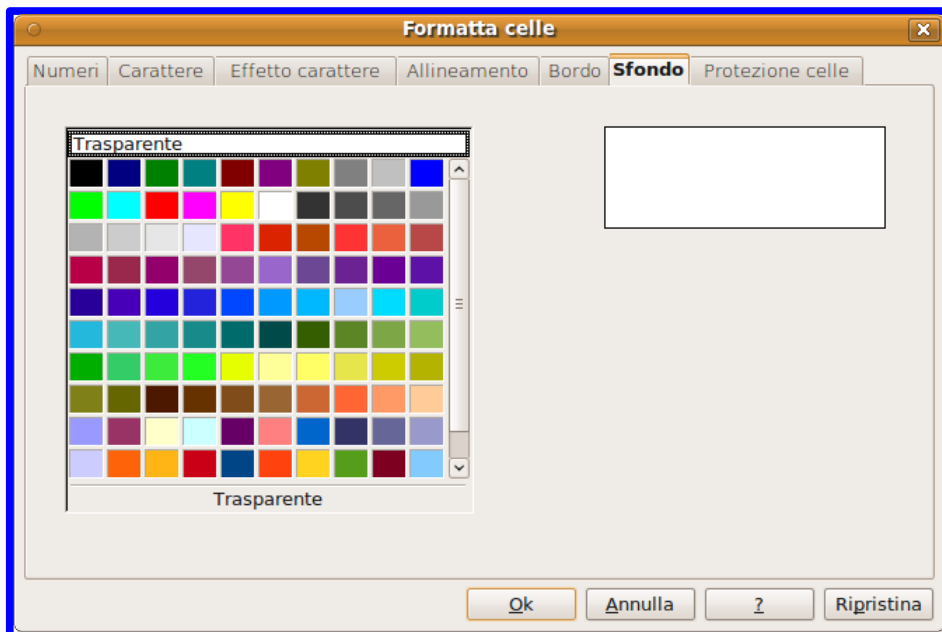 Formatta celle
Numeri Carattere Effetto carattere Allineamento Bordo Sfondo Protezione celle
Trasparente
Trasparente
Ok Annulla ? Ripristina